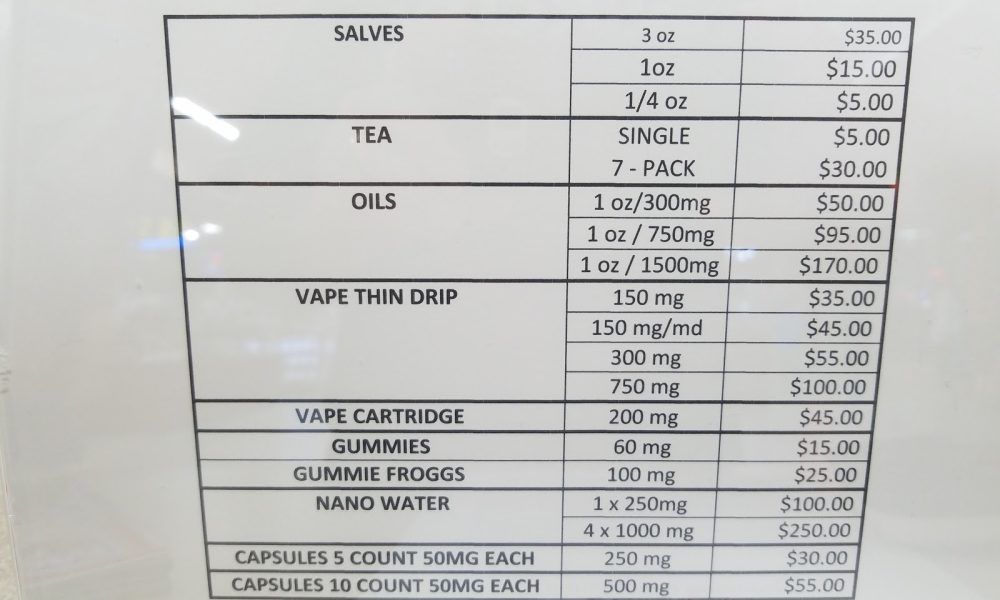 SALVES 3 oz $35.00
1oz $15.00
1/4 oz $5.00
TEA SINGLE $5.00
7 - PACK $30.00
OILS 1 oz/300mg $50.00
1 oz / 750mg $95.00
1 oz / 1500mg $170.00
VAPE THIN DRIP 150 mg $35.00
150 mg/md $45.00
300 mg $55.00
750 mg $100.00
VAPE CARTRIDGE 200 mg $45.00
GUMMIES 60 mg $15.00
GUMMIE FROGGS 100 mg $25.00
NANO WATER 1 x 250mg $100.00
4 x 1000 mg $250.00
CAPSULES 5 COUNT 50MG EACH 250 mg $30.00
CAPSULES 10 COUNT 50MG EACH 500 mg $55.00